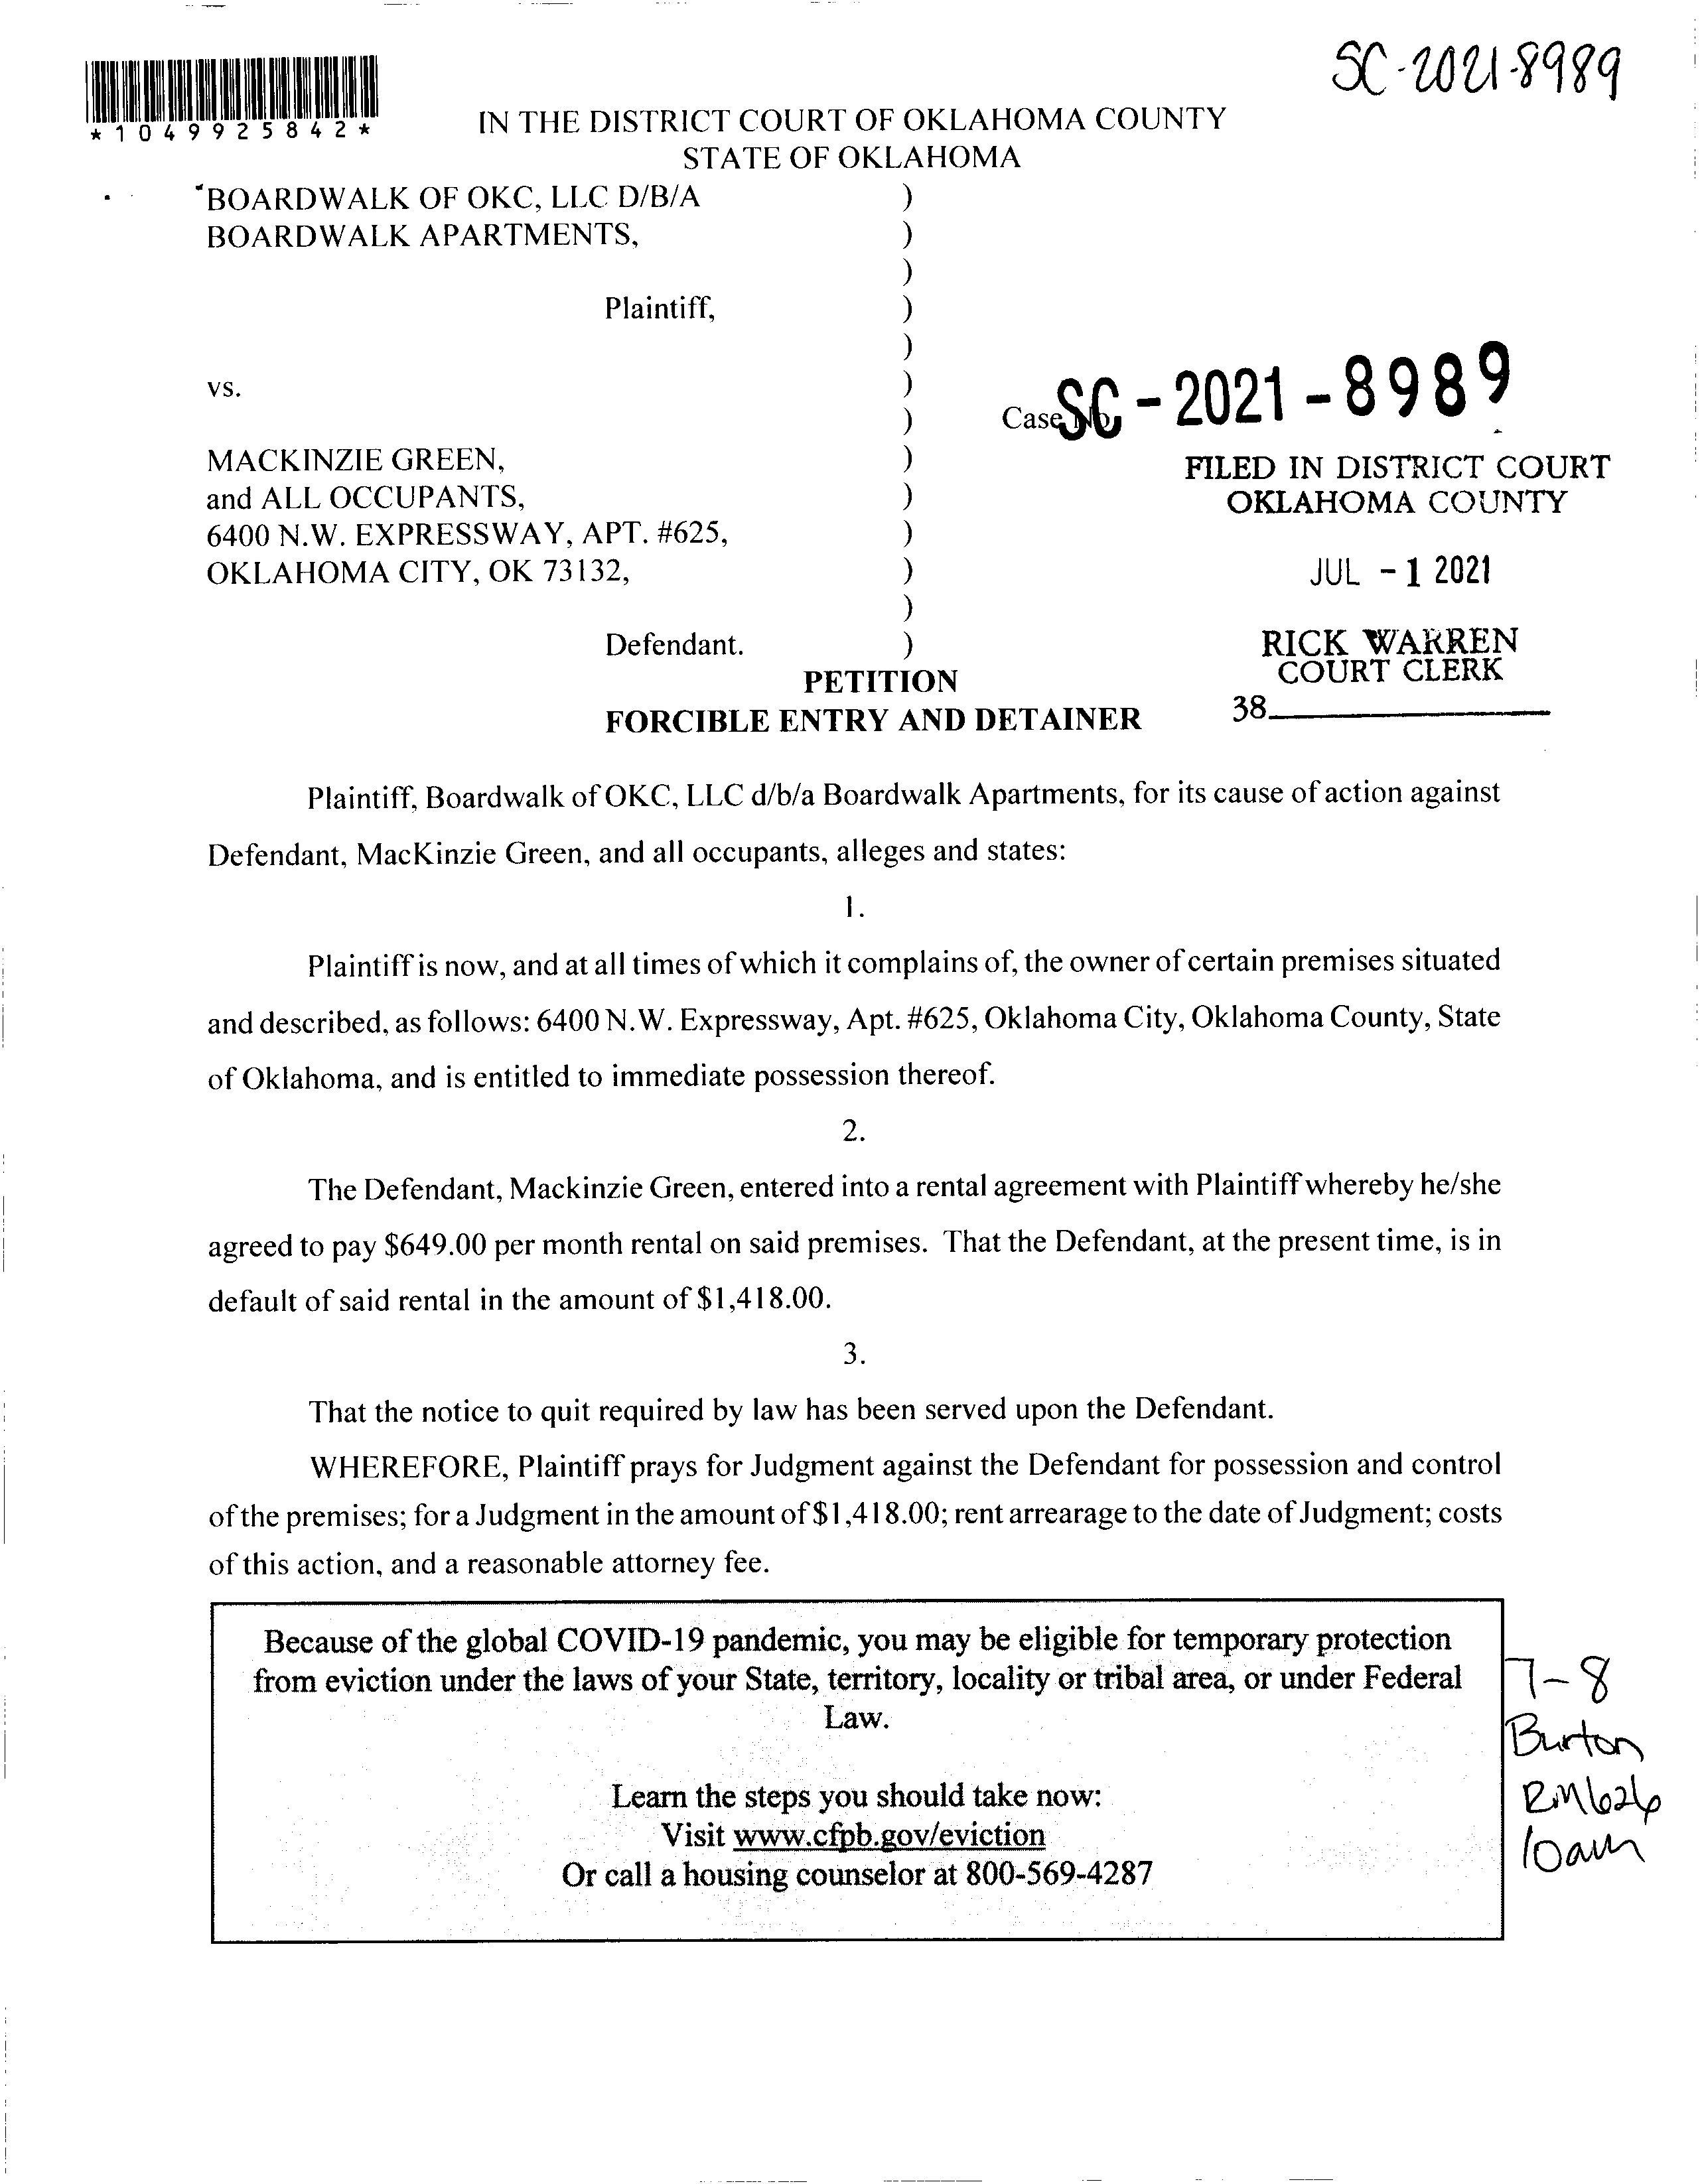 SC-2021-8989
*1049925842*
IN THE DISTRICT COURT OF OKLAHOMA COUNTY
STATE OF OKLAHOMA
BOARDWALK OF OKC, LLC D/B/A )
BOARDWALK APARTMENTS, )
)
Plaintiff, )
)
vs. )
) Case No. SC-2021-8989
MACKINZIE GREEN, )
and ALL OCCUPANTS, )
6400 N.W. EXPRESSWAY, APT. #625, )
OKLAHOMA CITY, OK 73132, )
)
Defendant. )
FILED IN DISTRICT COURT
OKLAHOMA COUNTY
JUL - 1 2021
RICK WARREN
COURT CLERK
38
PETITION
FORCIBLE ENTRY AND DETAINER
Plaintiff, Boardwalk of OKC, LLC d/b/a Boardwalk Apartments, for its cause of action against
Defendant, MacKinzie Green, and all occupants, alleges and states:
1.
Plaintiff is now, and at all times of which it complains of, the owner of certain premises situated
and described, as follows: 6400 N.W. Expressway, Apt. #625, Oklahoma City, Oklahoma County, State
of Oklahoma, and is entitled to immediate possession thereof.
2.
The Defendant, Mackinzie Green, entered into a rental agreement with Plaintiff whereby he/she
agreed to pay $649.00 per month rental on said premises. That the Defendant, at the present time, is in
default of said rental in the amount of $1,418.00.
3.
That the notice to quit required by law has been served upon the Defendant.
WHEREFORE, Plaintiff prays for Judgment against the Defendant for possession and control
of the premises; for a Judgment in the amount of $1,418.00; rent arrearage to the date of Judgment; costs
of this action, and a reasonable attorney fee.
Because of the global COVID-19 pandemic, you may be eligible for temporary protection
from eviction under the laws of your State, territory, locality or tribal area, or under Federal
Law.
Learn the steps you should take now:
Visit www.cfpb.gov/eviction
Or call a housing counselor at 800-569-4287
7-8
Burton
RM626
10am